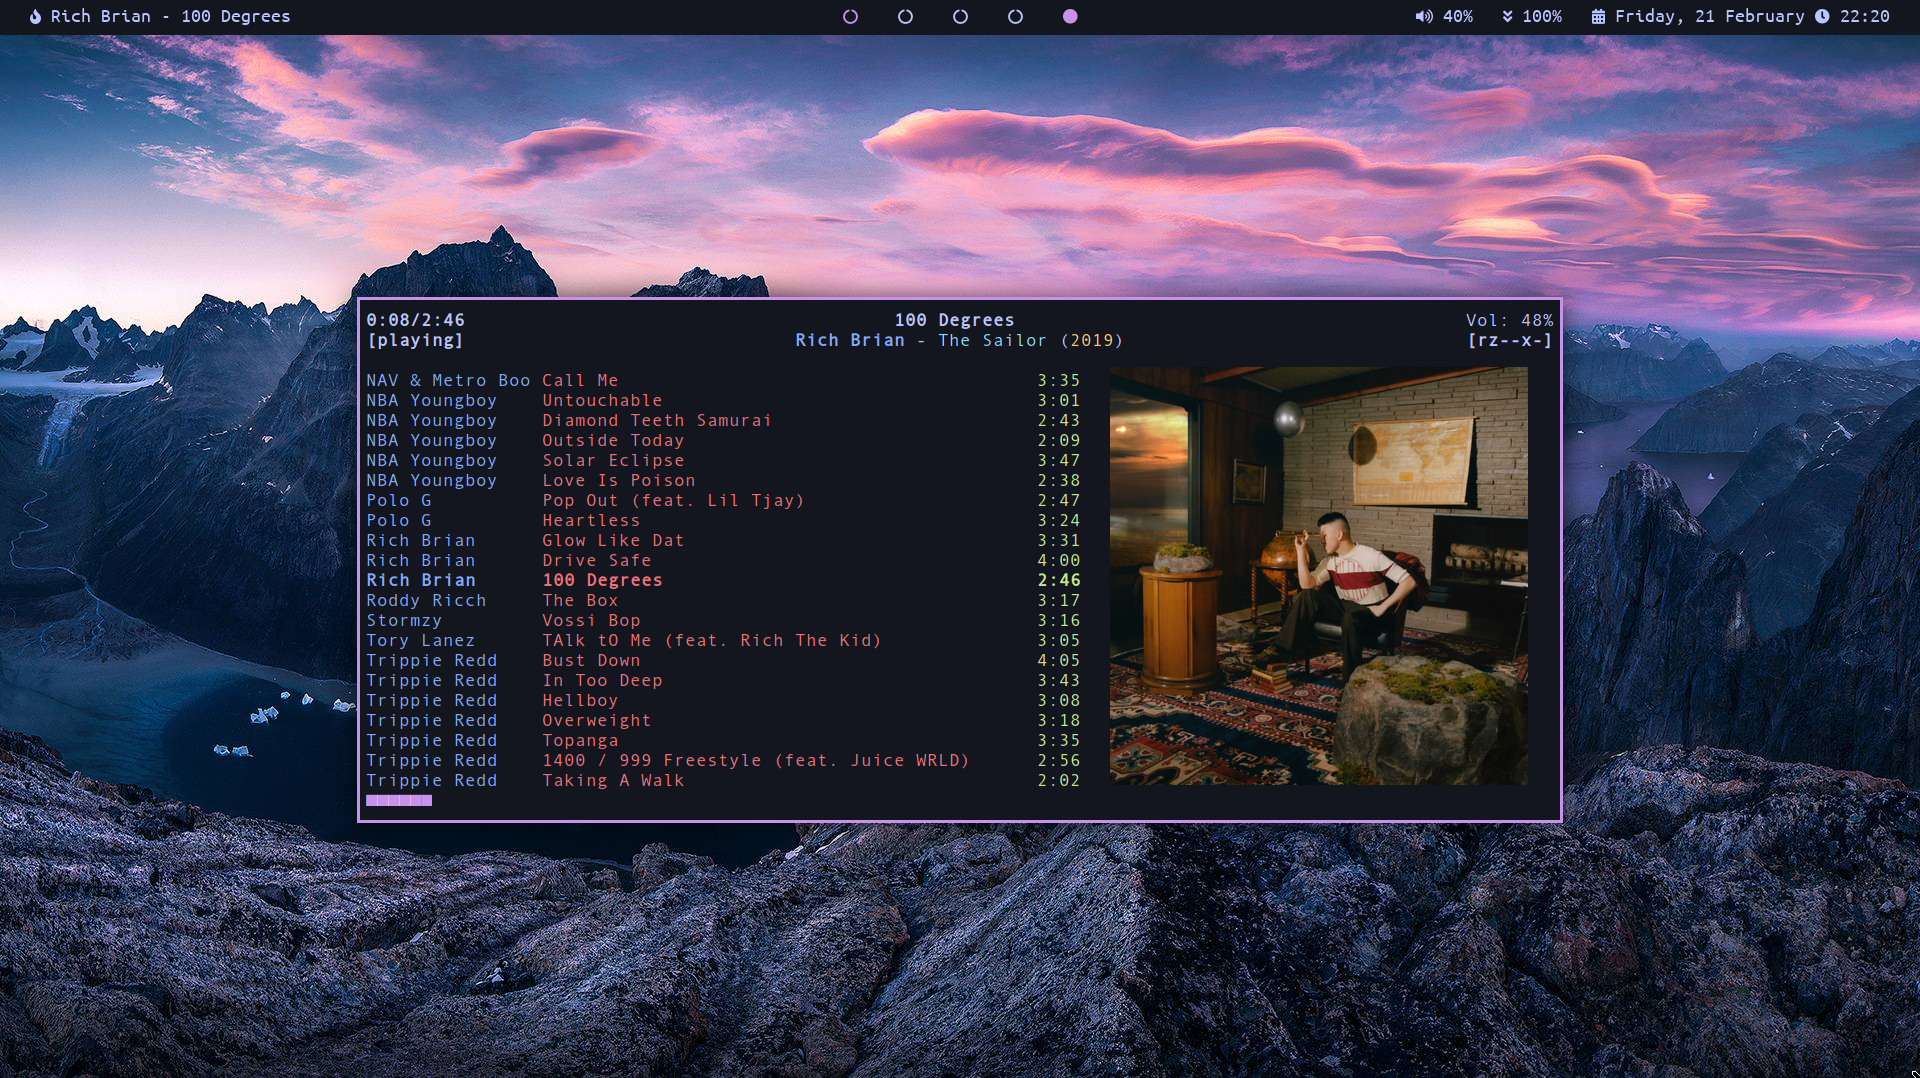 Rich Brian - 100 Degrees
40%
100%
Friday, 21 February
22:20
0:08/2:46 100 Degrees Vol: 48%
[playing] Rich Brian - The Sailor (2019) [rz--x-]
NAV & Metro Boo Call Me 3:35
NBA Youngboy Untouchable 3:01
NBA Youngboy Diamond Teeth Samurai 2:43
NBA Youngboy Outside Today 2:09
NBA Youngboy Solar Eclipse 3:47
NBA Youngboy Love Is Poison 2:38
Polo G Pop Out (feat. Lil Tjay) 2:47
Polo G Heartless 3:24
Rich Brian Glow Like Dat 3:31
Rich Brian Drive Safe 4:00
Rich Brian 100 Degrees 2:46
Roddy Ricch The Box 3:17
Stormzy Vossi Bop 3:16
Tory Lanez TAlk tO Me (feat. Rich The Kid) 3:05
Trippie Redd Bust Down 4:05
Trippie Redd In Too Deep 3:43
Trippie Redd Hellboy 3:08
Trippie Redd Overweight 3:18
Trippie Redd Topanga 3:35
Trippie Redd 1400 / 999 Freestyle (feat. Juice WRLD) 2:56
Trippie Redd Taking A Walk 2:02